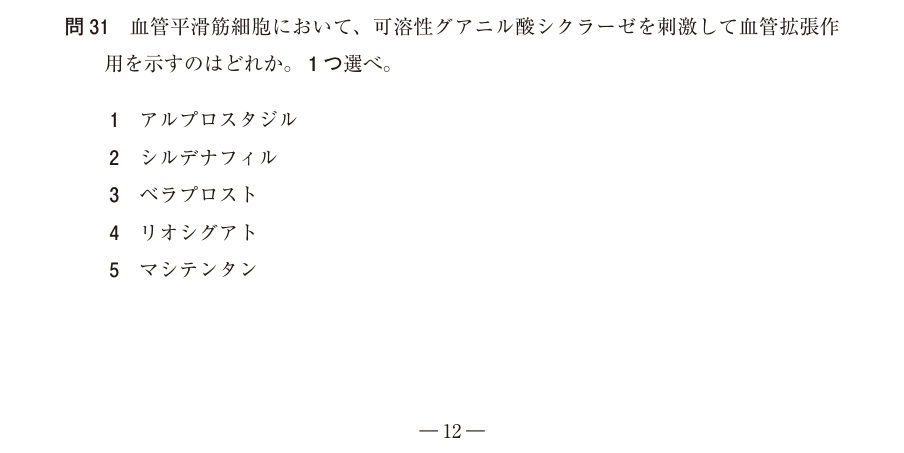 問 31 血管平滑筋細胞において、可溶性グアニル酸シクラーゼを刺激して血管拡張作
用を示すのはどれか。1つ選べ。
1 アルプロスタジル
2 シルデナフィル
3 ベラプロスト
4 リオシグアト
5 マシテンタン
— 12 —